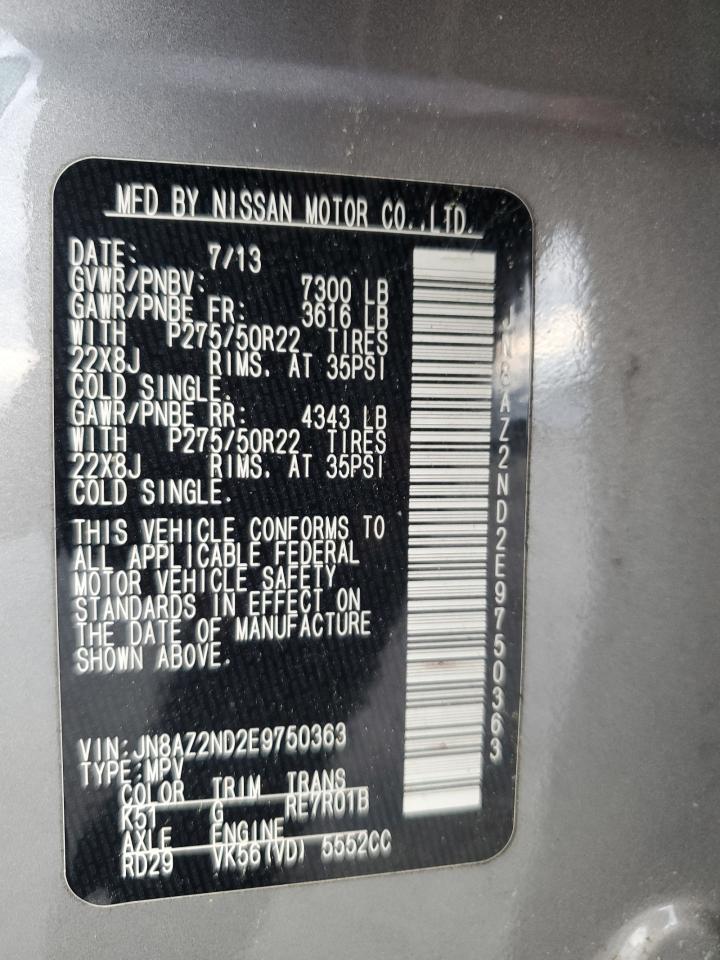 MFD BY NISSAN MOTOR CO.,LTD.
DATE: 7/13
GVWR/PNBV: 7300 LB
GAWR/PNBE FR: 3616 LB
WITH P275/50R22 TIRES
22X8J RIMS. AT 35PSI
COLD SINGLE.
GAWR/PNBE RR: 4343 LB
WITH P275/50R22 TIRES
22X8J RIMS. AT 35PSI
COLD SINGLE.
THIS VEHICLE CONFORMS TO
ALL APPLICABLE FEDERAL
MOTOR VEHICLE SAFETY
STANDARDS IN EFFECT ON
THE DATE OF MANUFACTURE
SHOWN ABOVE.
VIN:JN8AZ2ND2E9750363
TYPE:MPV
COLOR TRIM TRANS
K51 G RE7R01B
AXLE ENGINE
RD29 VK56(VD) 5552CC
JN8AZ2ND2E9750363